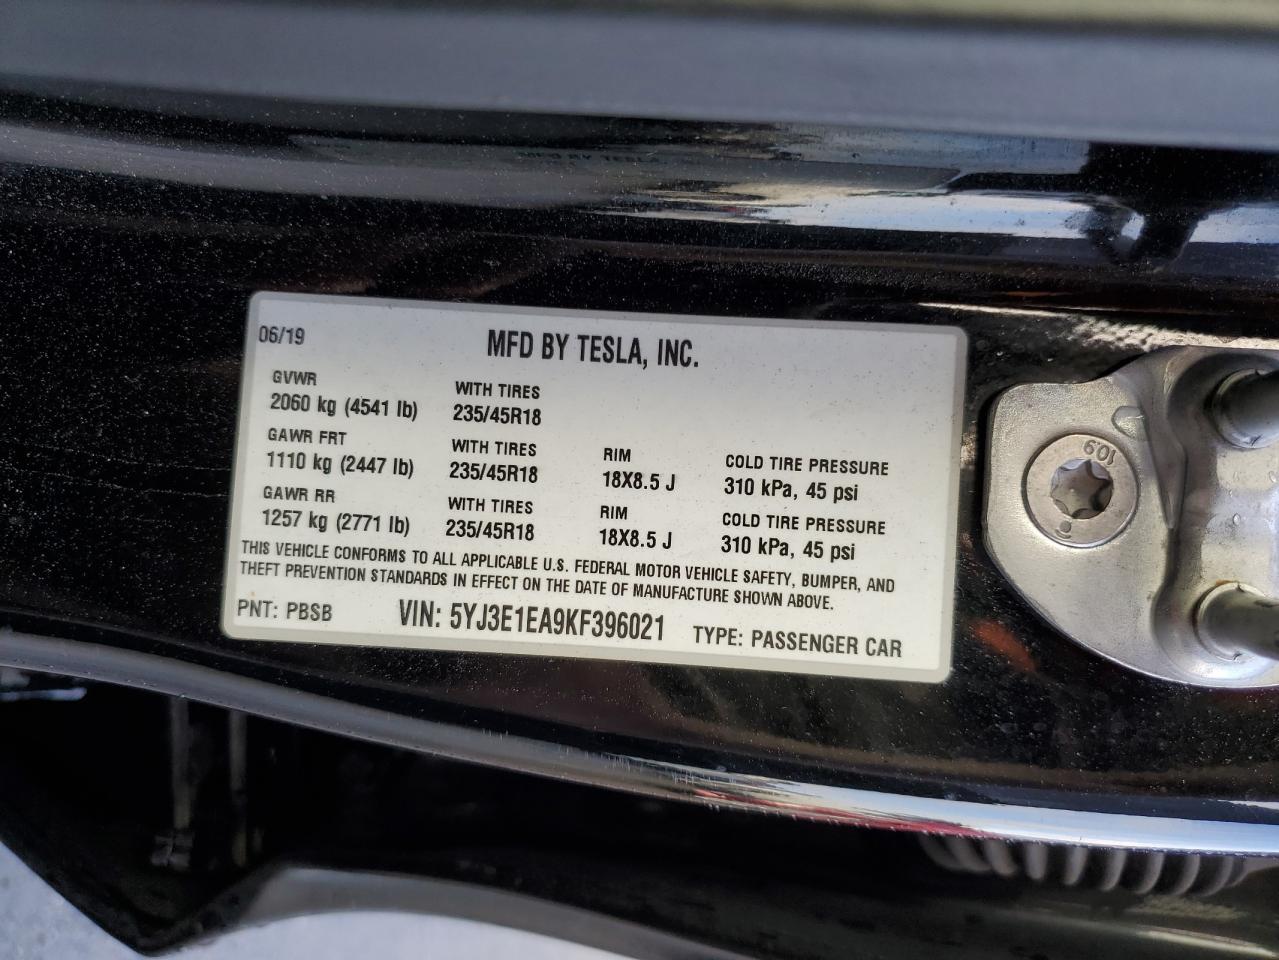 06/19 MFD BY TESLA, INC.
GVWR WITH TIRES
2060 kg (4541 lb) 235/45R18
GAWR FRT WITH TIRES RIM COLD TIRE PRESSURE
1110 kg (2447 lb) 235/45R18 18X8.5 J 310 kPa, 45 psi
GAWR RR WITH TIRES RIM COLD TIRE PRESSURE
1257 kg (2771 lb) 235/45R18 18X8.5 J 310 kPa, 45 psi
THIS VEHICLE CONFORMS TO ALL APPLICABLE U.S. FEDERAL MOTOR VEHICLE SAFETY, BUMPER, AND
THEFT PREVENTION STANDARDS IN EFFECT ON THE DATE OF MANUFACTURE SHOWN ABOVE.
PNT: PBSB VIN: 5YJ3E1EA9KF396021 TYPE: PASSENGER CAR
10.9